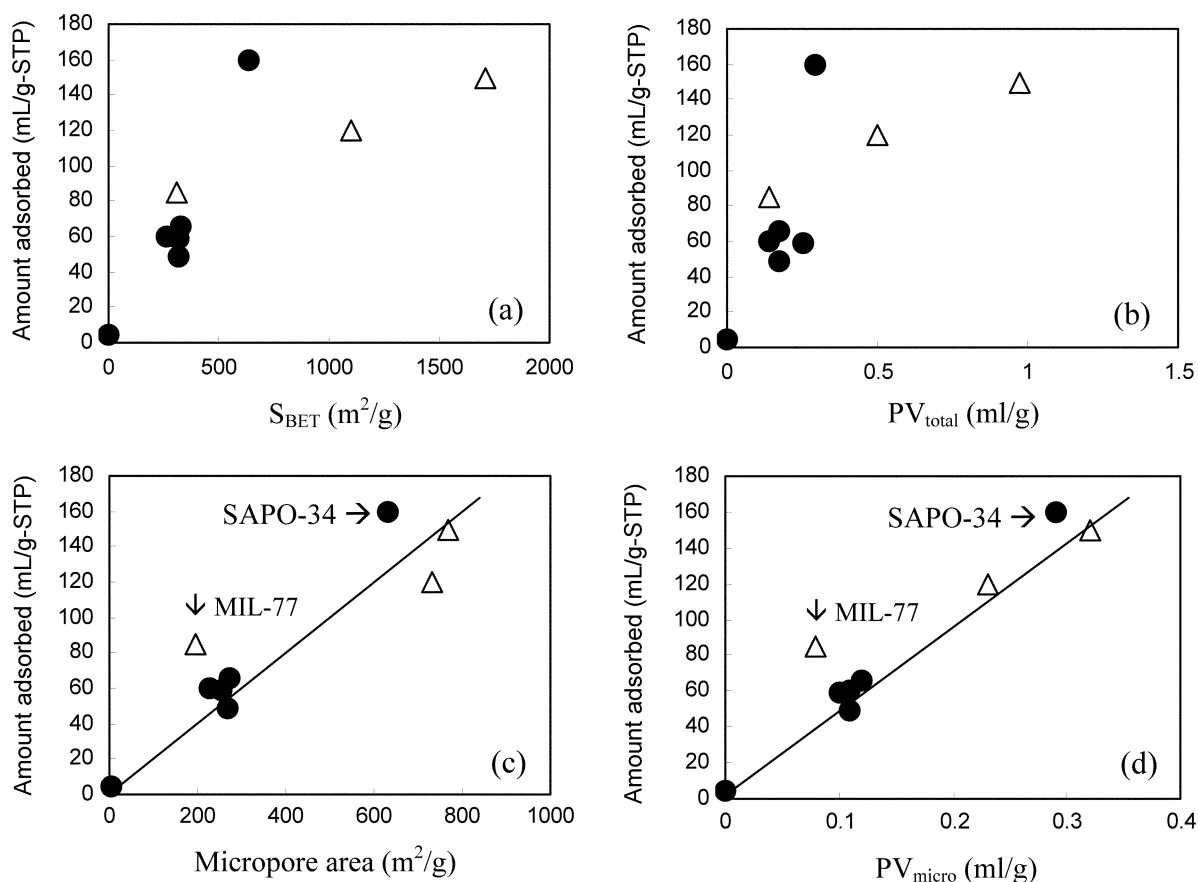 Amount adsorbed (mL/g-STP)
180
160
140
120
100
80
60
40
20
0
(a)
0 500 1000 1500 2000
S_BET (m²/g)
Amount adsorbed (mL/g-STP)
180
160
140
120
100
80
60
40
20
0
(b)
0 0.5 1 1.5
PV_total (ml/g)
Amount adsorbed (mL/g-STP)
180
160
140
120
100
80
60
40
20
0
SAPO-34 →
↓ MIL-77
(c)
0 200 400 600 800 1000
Micropore area (m²/g)
Amount adsorbed (mL/g-STP)
180
160
140
120
100
80
60
40
20
0
SAPO-34 →
↓ MIL-77
(d)
0 0.1 0.2 0.3 0.4
PV_micro (ml/g)